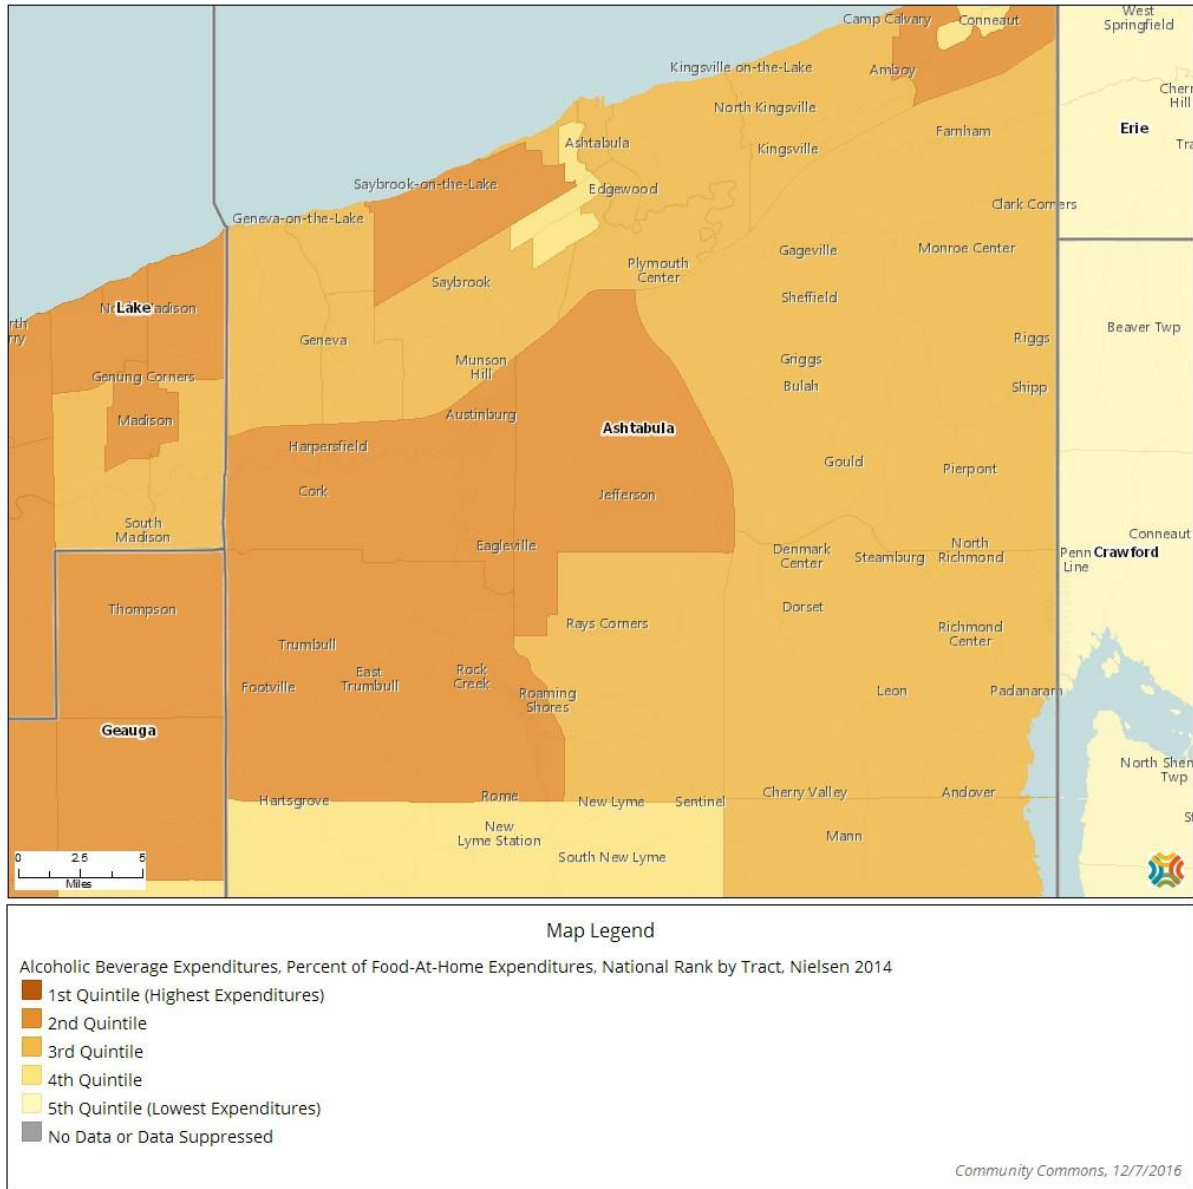 Camp Calvary
Conneaut
West
Springfield
Kingsville on-the-Lake
Amboy
Cherr
Hill
North Kingsville
Erie
Farnham
Tra
Ashtabula
Kingsville
Saybrook-on-the-Lake
Edgewood
Clark Corners
Geneva-on-the-Lake
Gageville
Monroe Center
Plymouth
Center
Saybrook
Sheffield
Lake
rth
rry
Geneva
Riggs
Beaver Twp
Munson
Hill
Griggs
Genung Corners
Bulah
Shipp
Madison
Austinburg
Ashtabula
Harpersfield
Gould
Pierpont
Cork
Jefferson
South
Madison
Eagleville
Denmark
Center
Steamburg
North
Richmond
Conneaut
Penn
Line
Crawford
Thompson
Rays Corners
Dorset
Richmond
Center
Trumbull
Footville
East
Trumbull
Rock
Creek
Roaming
Shores
Leon
Padanaram
Geauga
North Shen
Twp
Hartsgrove
Rome
New Lyme
Sentinel
Cherry Valley
Andover
New
Lyme Station
Mann
South New Lyme
0 2.5 5
Miles
Map Legend
Alcoholic Beverage Expenditures, Percent of Food-At-Home Expenditures, National Rank by Tract, Nielsen 2014
1st Quintile (Highest Expenditures)
2nd Quintile
3rd Quintile
4th Quintile
5th Quintile (Lowest Expenditures)
No Data or Data Suppressed
Community Commons, 12/7/2016